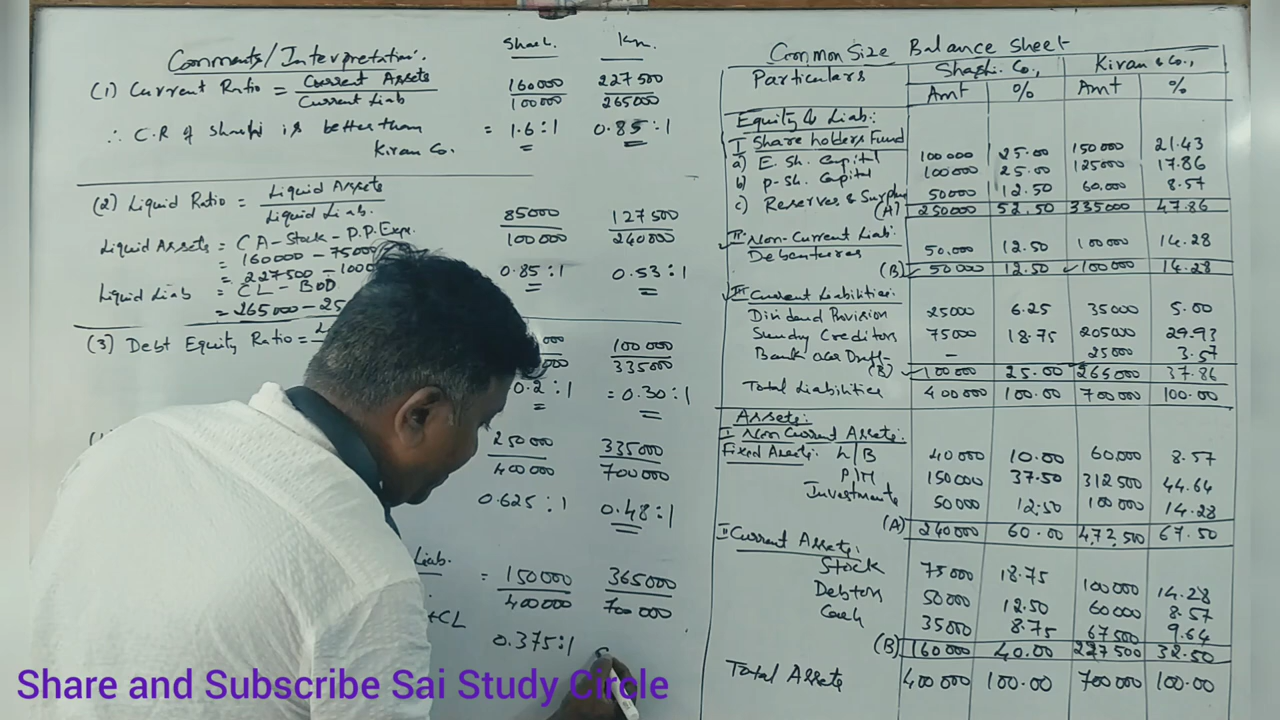 Comments/Interpretation:
Shash. Kn.
(1) Current Ratio = Current Assets / Current Liab
160000 / 100000
227500 / 265000
∴ C.R of Shashi is better than Kiran Co.
= 1.6:1 0.85:1
(2) Liquid Ratio = Liquid Assets / Liquid Liab.
85000 / 100000
127500 / 240000
Liquid Assets = CA - Stock - P.P. Exps.
= 160000 - 75000
= 227500 - 1000
0.85:1 0.53:1
Liquid Liab = CL - BOD
= 265000 - 25
(3) Debt Equity Ratio =
100000 / 335000
0.2:1 = 0.30:1
250000 / 400000
335000 / 700000
0.625:1 0.48:1
Liab.
= 150000 / 400000
365000 / 700000
+CL
0.375:1
Common Size Balance Sheet
Particulars Shashi. Co., Kiran & Co.,
Amt % Amt %
Equity & Liab:
I Share holders Fund
a) E. Sh. Capital 100000 25.00 150000 21.43
b) P. Sh. Capital 100000 25.00 125000 17.86
c) Reserves & Surplus 50000 12.50 60,000 8.57
(A) 250000 52.50 335000 47.86
II Non-Current Liab:
Debentures 50,000 12.50 100000 14.28
(B) 50000 12.50 100000 14.28
III Current Liabilities:
Dividend Provision 25000 6.25 35000 5.00
Sundry Creditors 75000 18.75 205000 29.93
Bank over Draft - 25000 3.57
(B) 100000 25.00 265000 37.86
Total Liabilities 400000 100.00 700000 100.00
Assets:
I Non Current Assets:
Fixed Assets: L/B 40000 10.00 60,000 8.57
P/M 150000 37.50 312500 44.64
Investments 50000 12.50 100000 14.28
(A) 240000 60.00 4,72,500 67.50
II Current Assets:
Stock 75000 18.75 100000 14.28
Debtors 50000 12.50 60000 8.57
Cash 35000 8.75 67500 9.64
(B) 160000 40.00 227500 32.50
Total Assets 400000 100.00 700000 100.00
Share and Subscribe Sai Study Circle